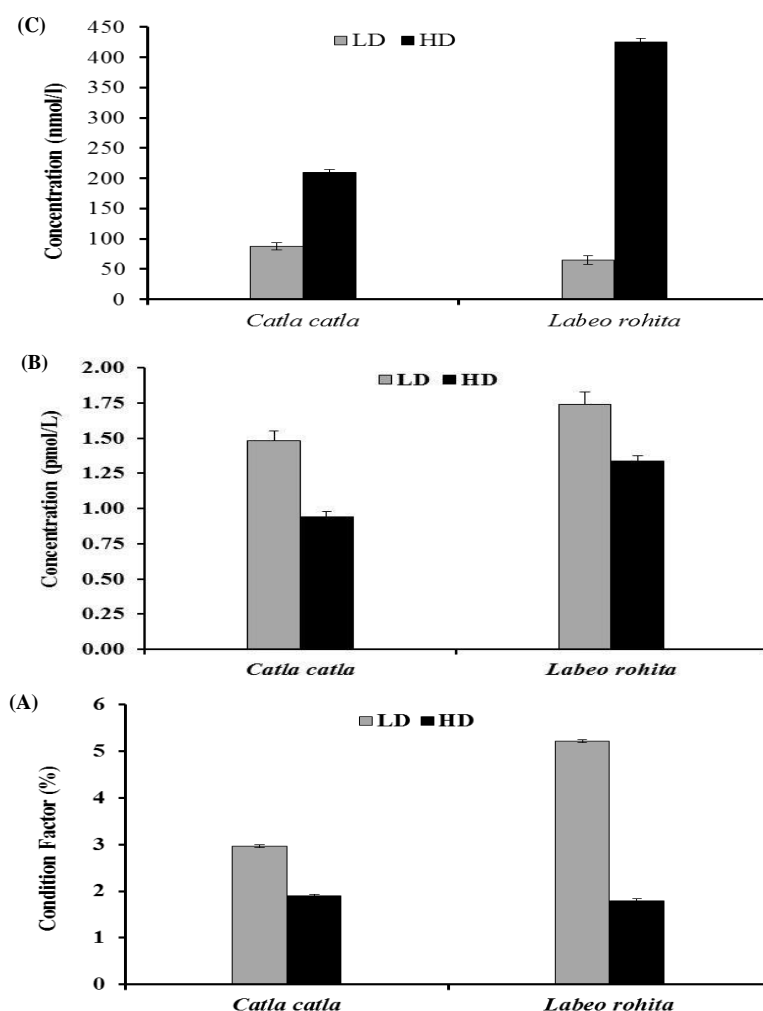 (C)
LD HD
Concentration (nmol/l)
450
400
350
300
250
200
150
100
50
0
Catla catla Labeo rohita
(B)
LD HD
Concentration (pmol/L)
2.00
1.75
1.50
1.25
1.00
0.75
0.50
0.25
0.00
Catla catla Labeo rohita
(A)
LD HD
Condition Factor (%)
6
5
4
3
2
1
0
Catla catla Labeo rohita